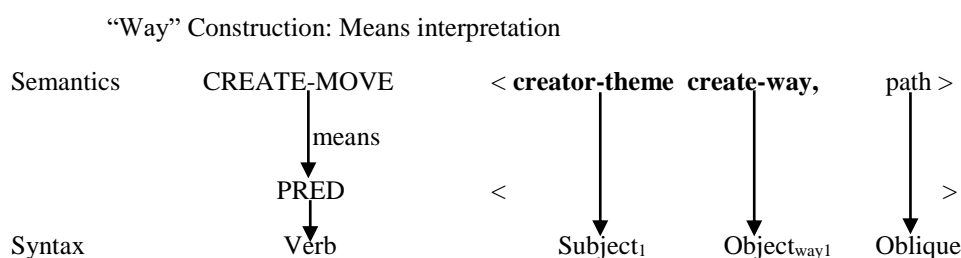 “Way” Construction: Means interpretation
Semantics CREATE-MOVE < creator-theme create-way, path >
means
PRED < >
Syntax Verb Subject₁ Objectway1 Oblique